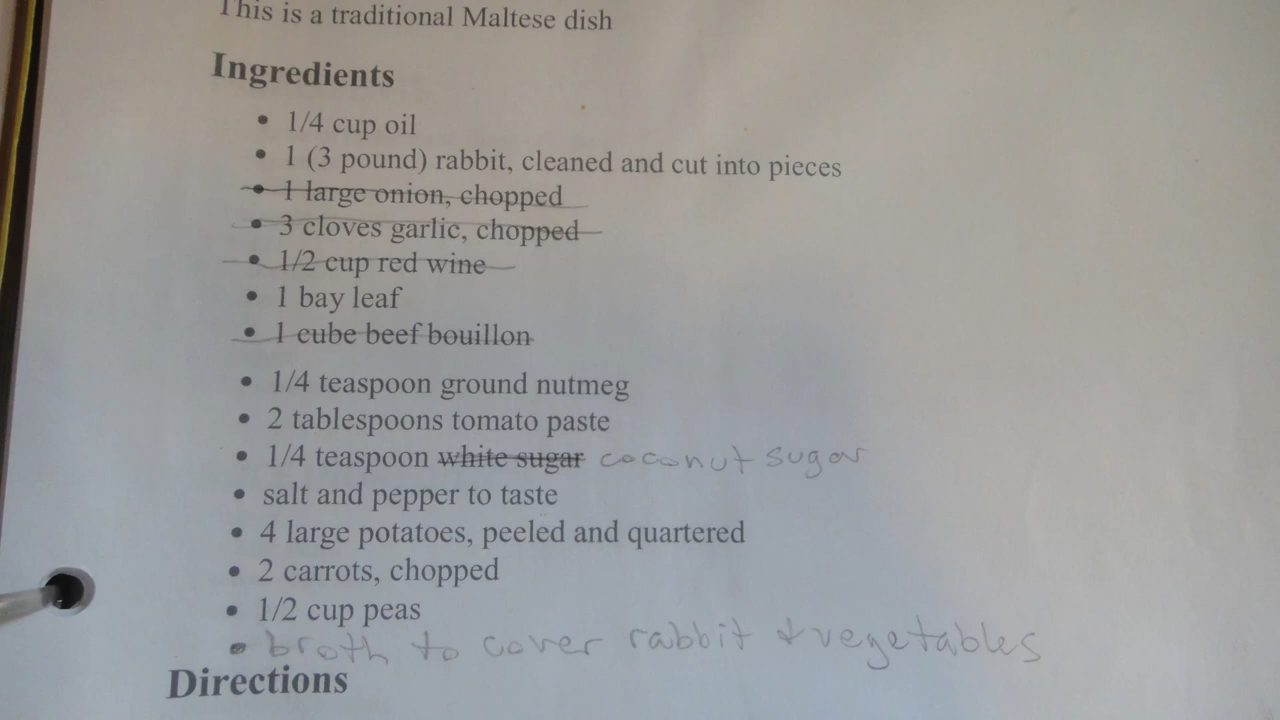 This is a traditional Maltese dish
Ingredients
• 1/4 cup oil
• 1 (3 pound) rabbit, cleaned and cut into pieces
• 1 large onion, chopped
• 3 cloves garlic, chopped
• 1/2 cup red wine
• 1 bay leaf
• 1 cube beef bouillon
• 1/4 teaspoon ground nutmeg
• 2 tablespoons tomato paste
• 1/4 teaspoon white sugar coconut sugar
• salt and pepper to taste
• 4 large potatoes, peeled and quartered
• 2 carrots, chopped
• 1/2 cup peas
• broth to cover rabbit & vegetables
Directions